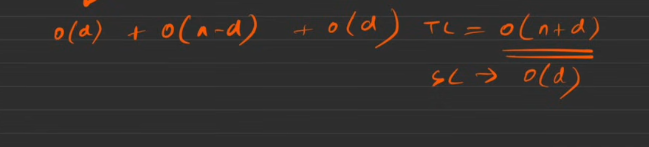 O(d) + O(n-d) + O(d) TC = O(n+d)
SC → O(d)